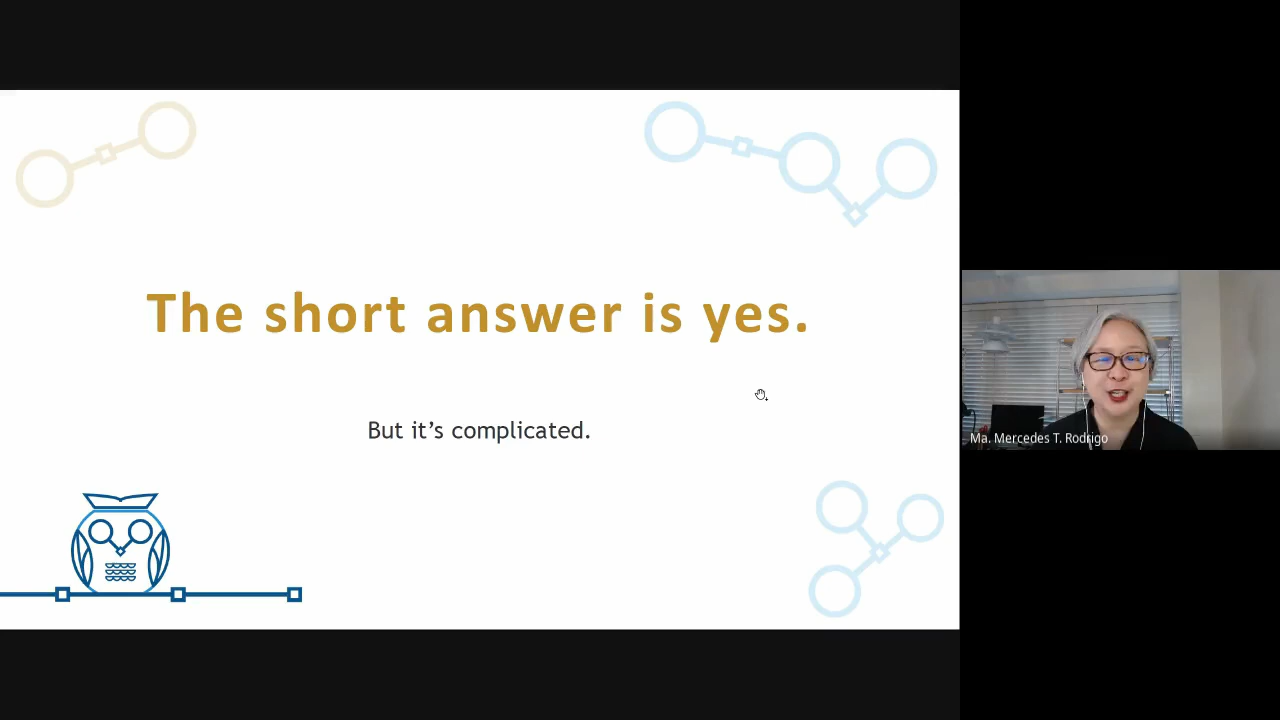 The short answer is yes.
But it's complicated.
Ma. Mercedes T. Rodrigo